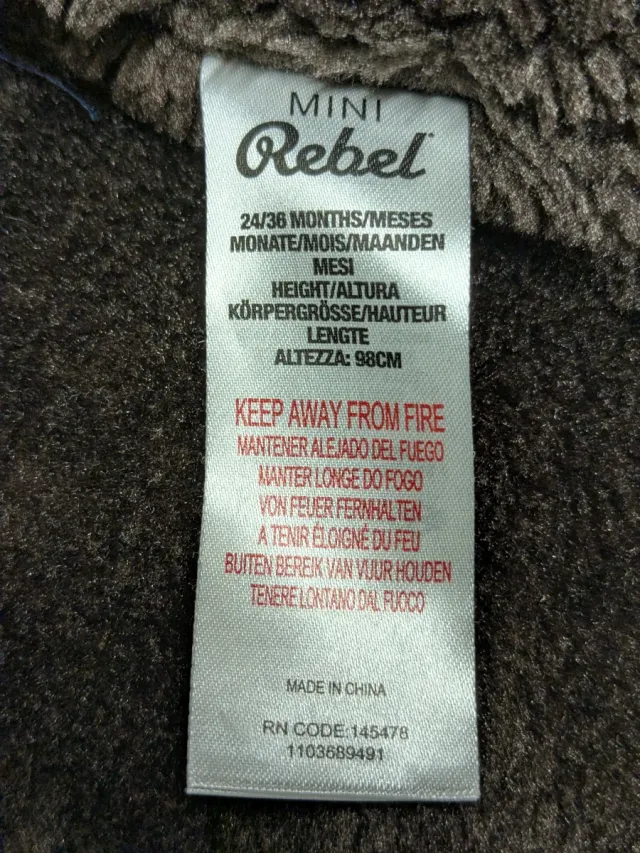 MINI
Rebel™
24/36 MONTHS/MESES
MONATE/MOIS/MAANDEN
MESI
HEIGHT/ALTURA
KÖRPERGRÖSSE/HAUTEUR
LENGTE
ALTEZZA: 98CM
KEEP AWAY FROM FIRE
MANTENER ALEJADO DEL FUEGO
MANTER LONGE DO FOGO
VON FEUER FERNHALTEN
A TENIR ÉLOIGNÉ DU FEU
BUITEN BEREIK VAN VUUR HOUDEN
TENERE LONTANO DAL FUOCO
MADE IN CHINA
RN CODE:145478
1103689491